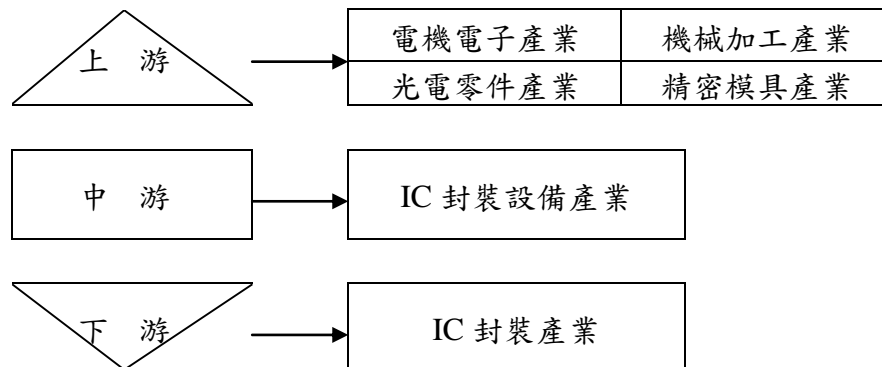 上 游
電機電子產業 機械加工產業
光電零件產業 精密模具產業
中 游
IC 封裝設備產業
下 游
IC 封裝產業